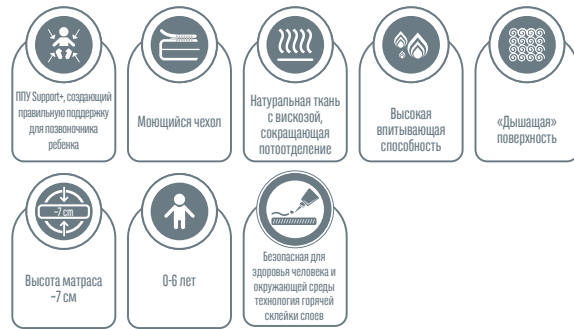 ППУ Support+, создающий
правильную поддержку
для позвоночника
ребенка
Моющийся чехол
Натуральная ткань
с вискозой,
сокращающая
потоотделение
Высокая
впитывающая
способность
«Дышащая»
поверхность
~7 cm
Высота матраса
~7 см
0-6 лет
Безопасная для
здоровья человека и
окружающей среды
технология горячей
склейки слоев